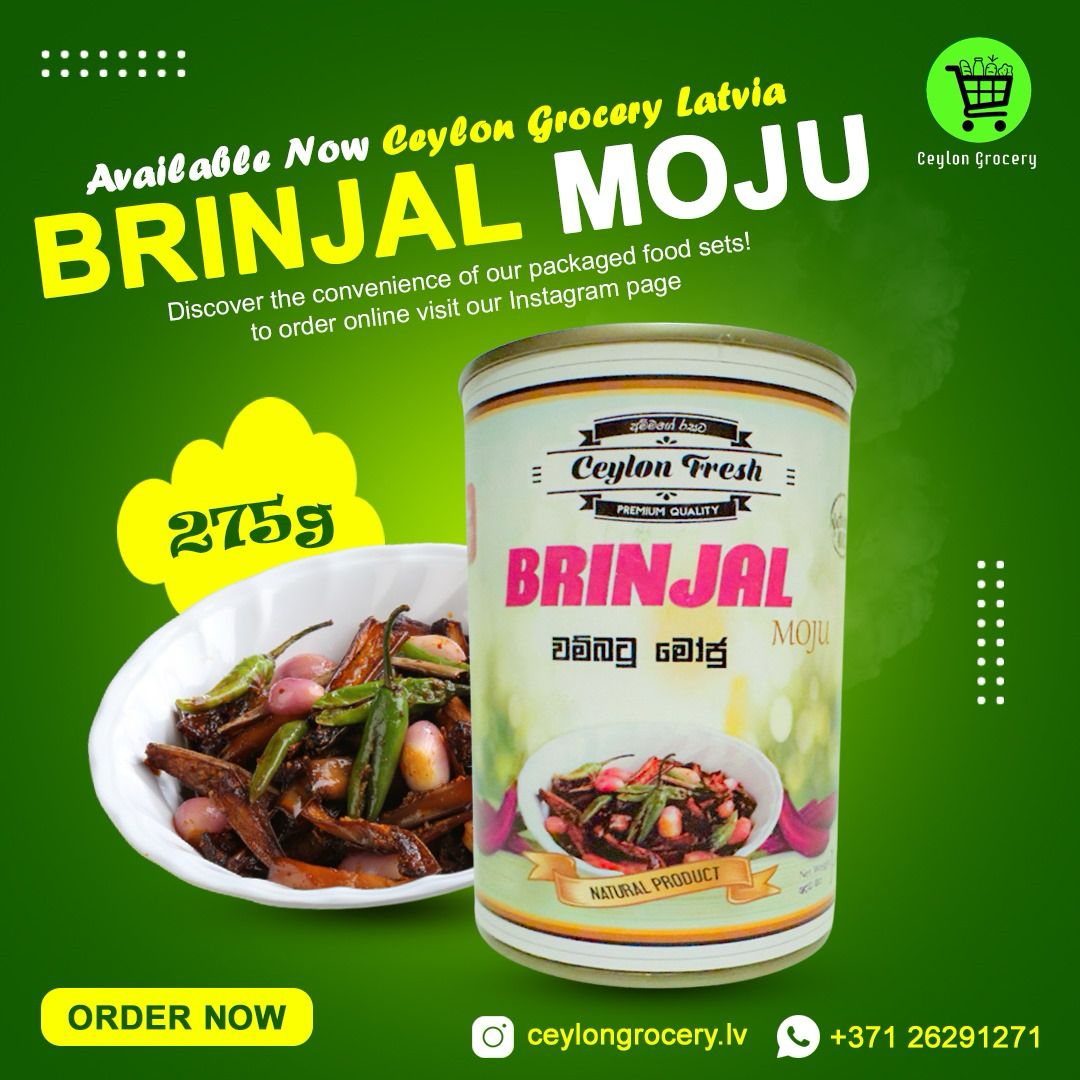 Available Now Ceylon Grocery Latvia
BRINJAL MOJU
Discover the convenience of our packaged food sets!
to order online visit our Instagram page
Ceylon Grocery
275g
අම්මගේ රසට
Ceylon Fresh
PREMIUM QUALITY
BRINJAL
MOJU
වම්බටු මෝජු
NATURAL PRODUCT
ORDER NOW
ceylongrocery.lv
+371 26291271